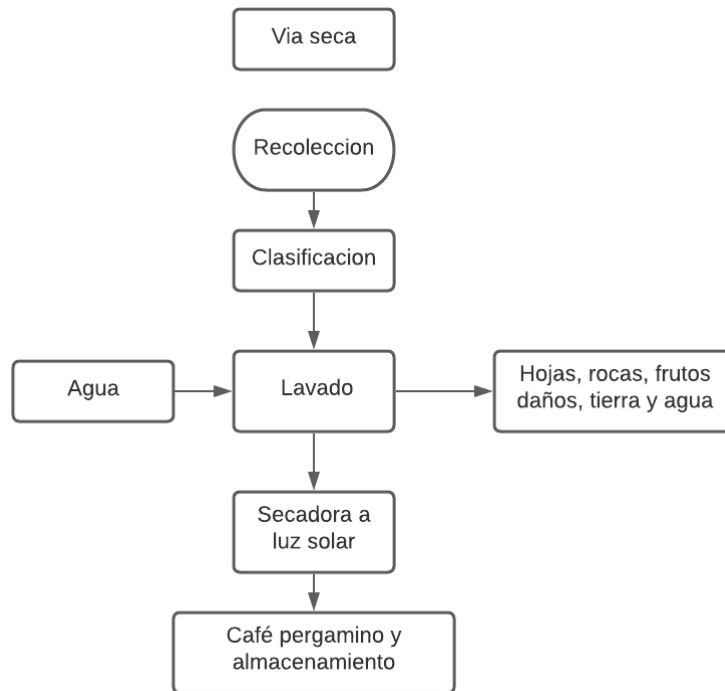 Via seca
Recoleccion
Clasificacion
Agua
Lavado
Hojas, rocas, frutos
daños, tierra y agua
Secadora a
luz solar
Café pergamino y
almacenamiento